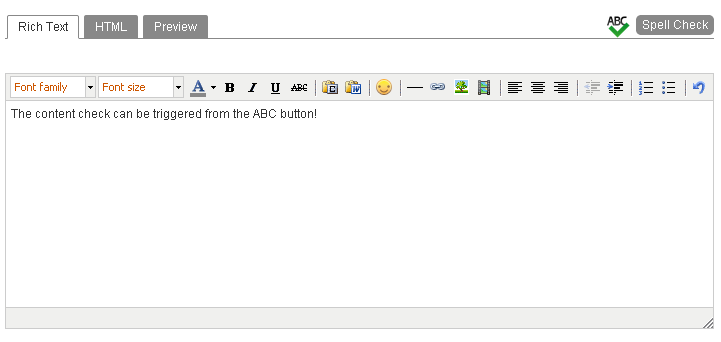 Rich Text HTML Preview ABC Spell Check
Font family Font size A B I U ABC
The content check can be triggered from the ABC button!